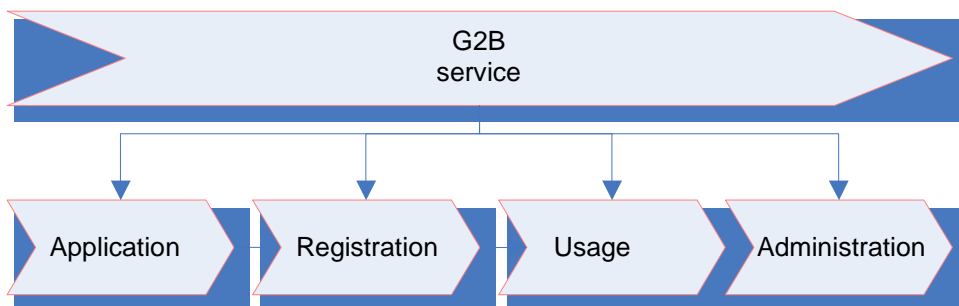 G2B
service
Application
Registration
Usage
Administration